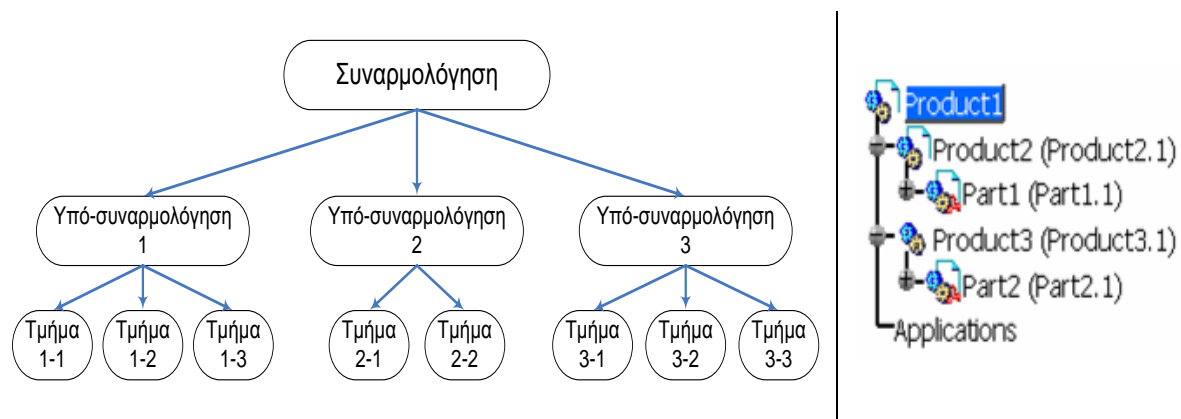 Συναρμολόγηση
Υπό-συναρμολόγηση
1
Υπό-συναρμολόγηση
2
Υπό-συναρμολόγηση
3
Τμήμα
1-1
Τμήμα
1-2
Τμήμα
1-3
Τμήμα
2-1
Τμήμα
2-2
Τμήμα
3-1
Τμήμα
3-2
Τμήμα
3-3
Product1
Product2 (Product2.1)
Part1 (Part1.1)
Product3 (Product3.1)
Part2 (Part2.1)
Applications